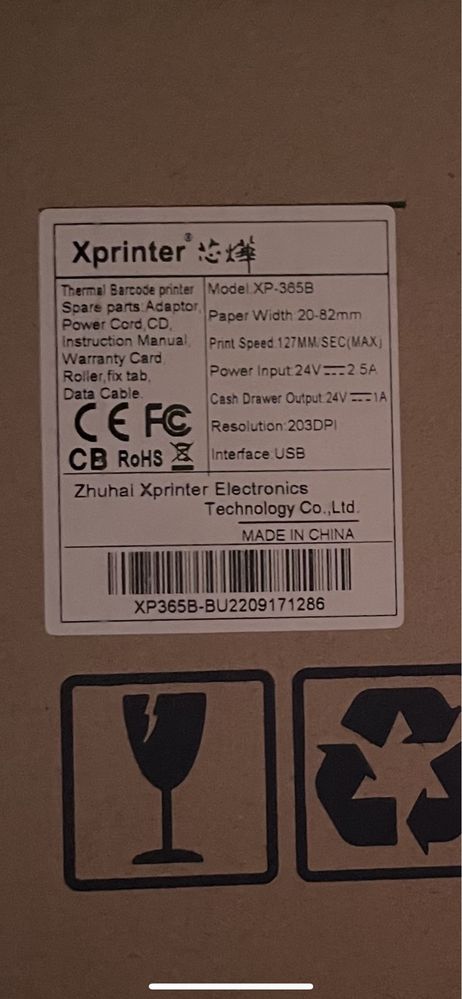 Xprinter® 芯烨
Thermal Barcode printer
Spare parts:Adaptor,
Power Cord,CD,
Instruction Manual,
Warranty Card,
Roller,fix tab,
Data Cable.
CE FC
CB RoHS
Model:XP-365B
Paper Width:20-82mm
Print Speed:127MM/SEC(MAX)
Power Input:24V⎓2.5A
Cash Drawer Output:24V⎓1A
Resolution:203DPI
Interface:USB
Zhuhai Xprinter Electronics
Technology Co.,Ltd.
MADE IN CHINA
XP365B-BU2209171286